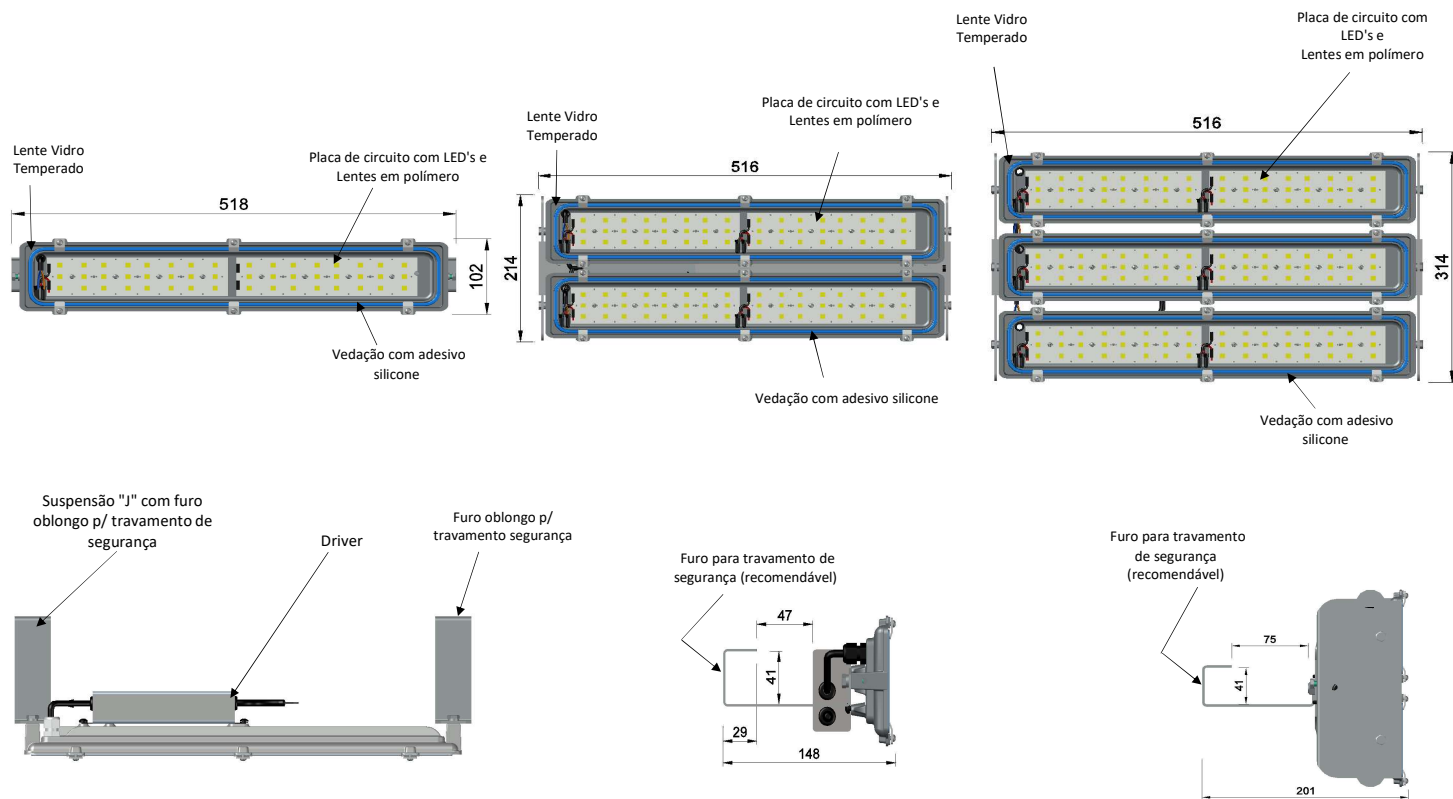 Lente Vidro
Temperado
Placa de circuito com LED's e
Lentes em polímero
518
102
Vedação com adesivo
silicone
Lente Vidro
Temperado
Placa de circuito com LED's e
Lentes em polímero
516
214
Vedação com adesivo silicone
Lente Vidro
Temperado
Placa de circuito com
LED's e
Lentes em polímero
516
314
Vedação com adesivo
silicone
Suspensão "J" com furo
oblongo p/ travamento de
segurança
Driver
Furo oblongo p/
travamento segurança
Furo para travamento de
segurança (recomendável)
47
41
29
148
Furo para travamento
de segurança
(recomendável)
75
41
201